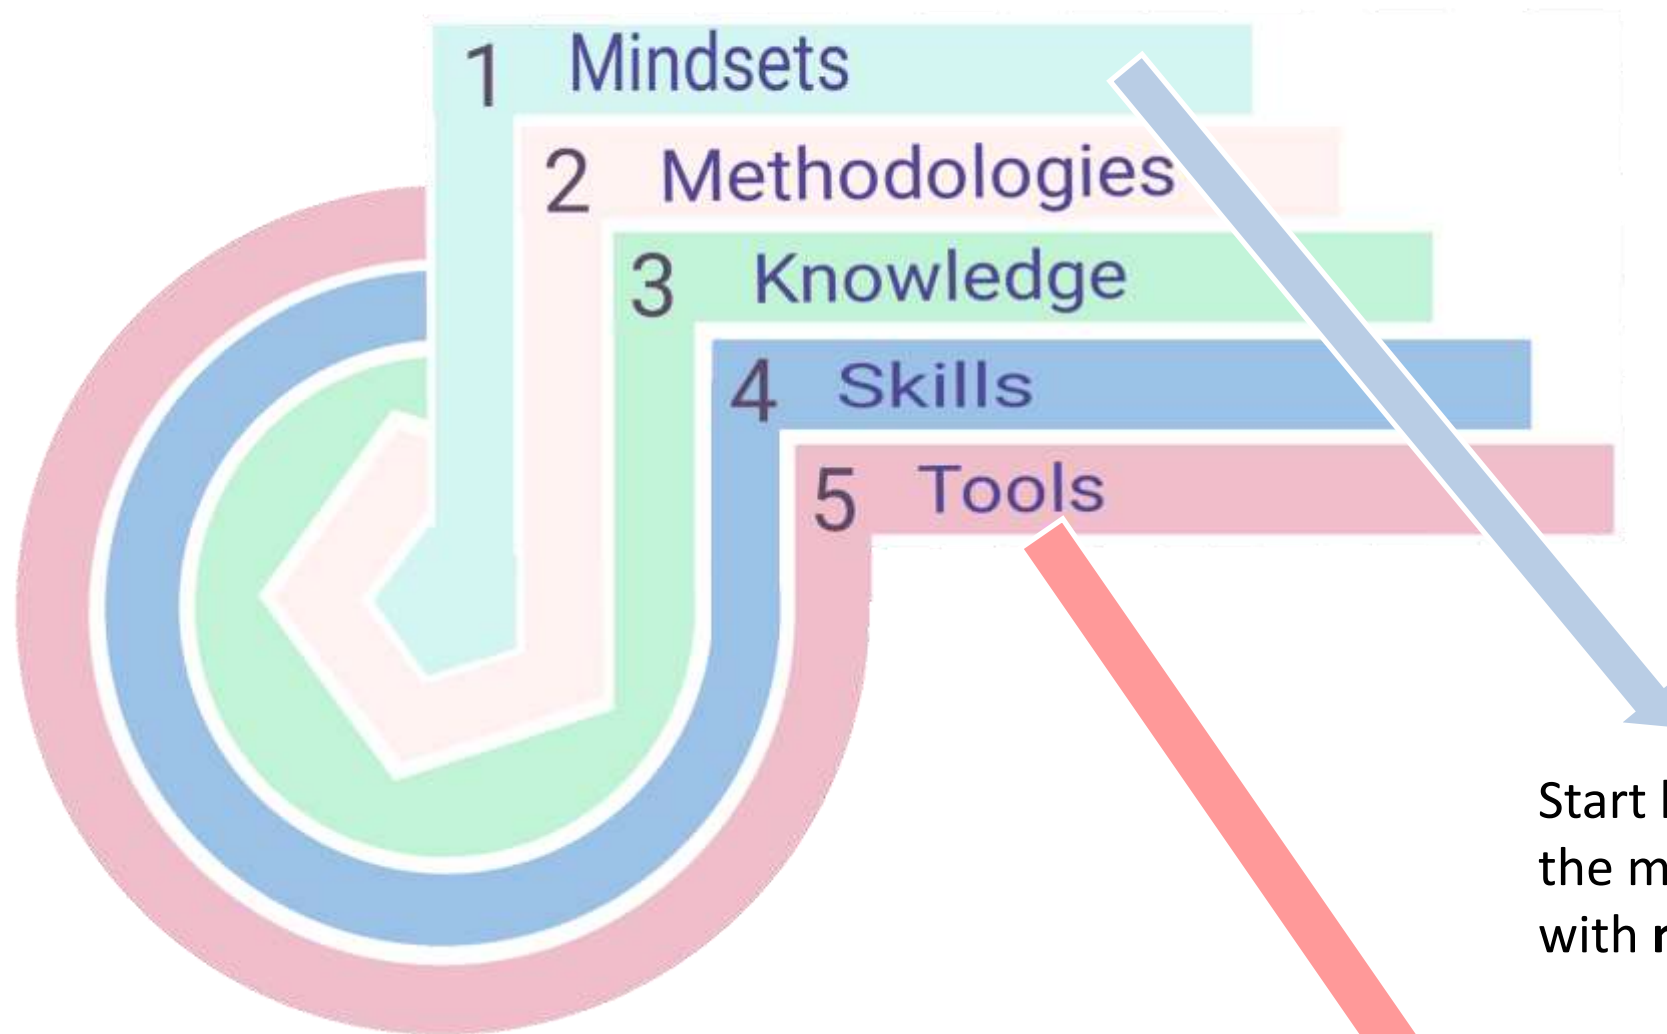 1 Mindsets
2 Methodologies
3 Knowledge
4 Skills
5 Tools
Start
the
with